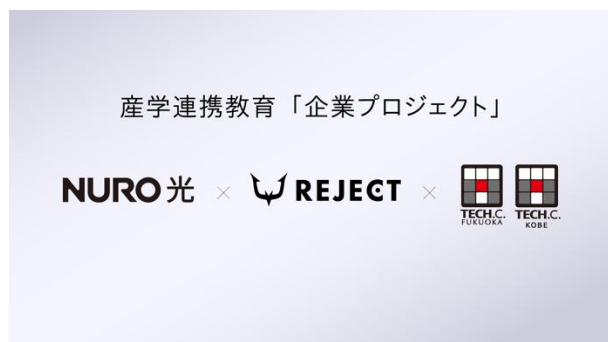 産学連携教育「企業プロジェクト」
NURO光 × REJECT ×
TECH.C. TECH.C.
FUKUOKA KOBE